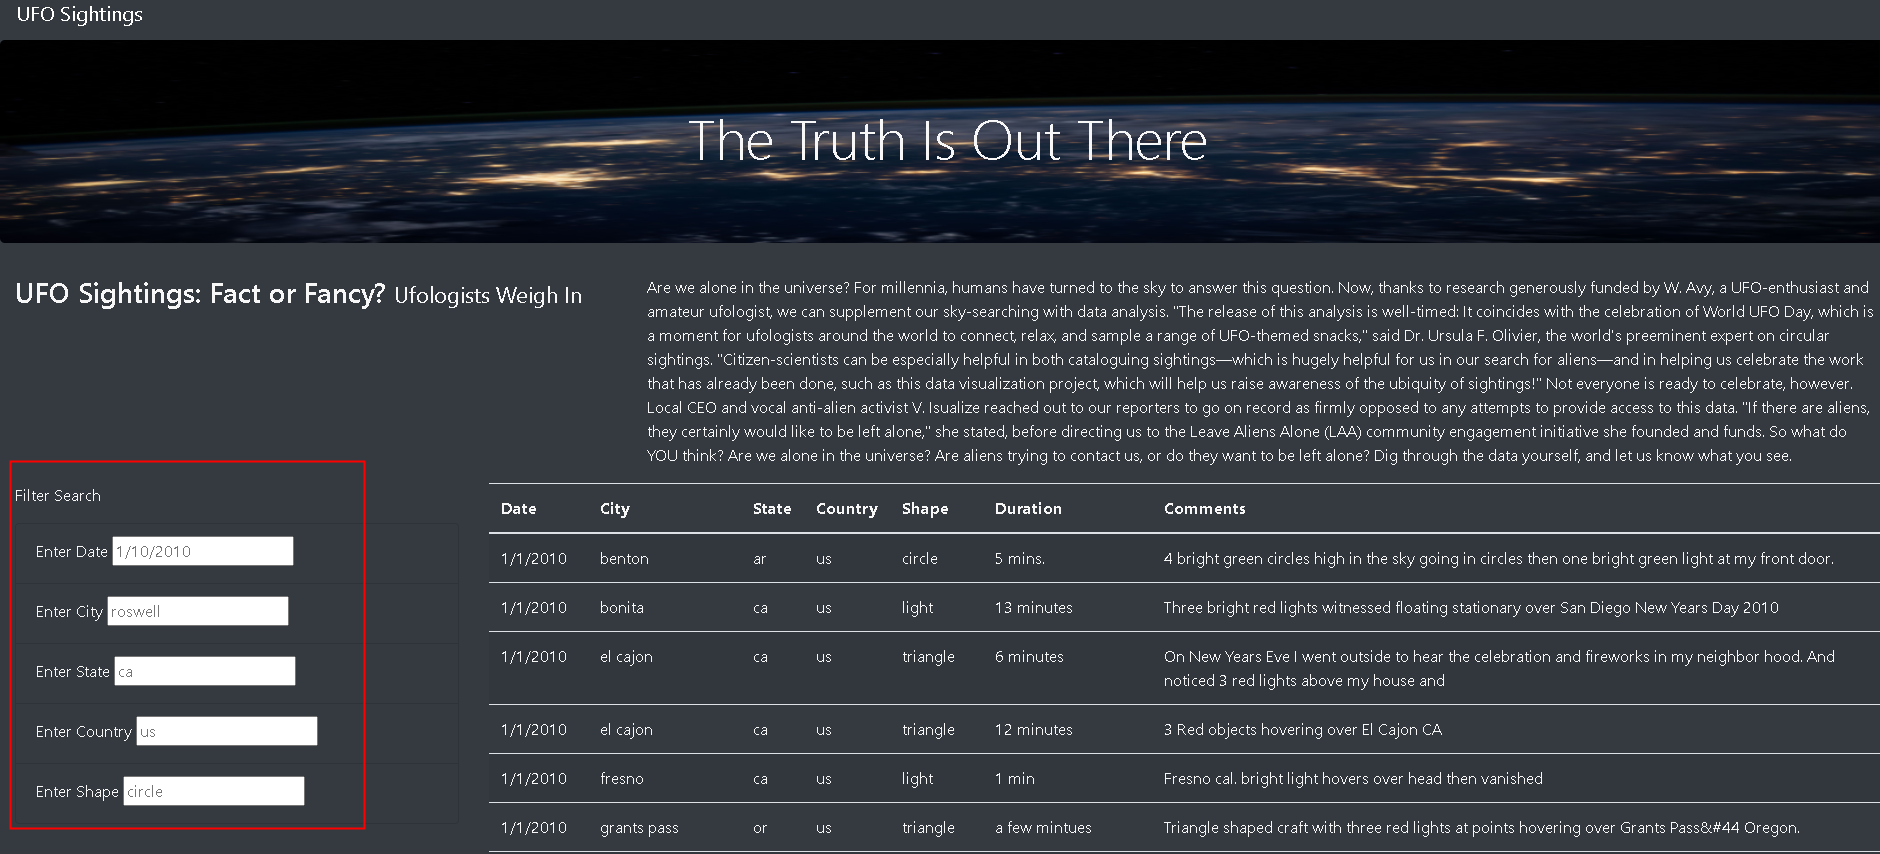 UFO Sightings
The Truth Is Out There
UFO Sightings: Fact or Fancy? Ufologists Weigh In
Are we alone in the universe? For millennia, humans have turned to the sky to answer this question. Now, thanks to research generously funded by W. Avy, a UFO-enthusiast and
amateur ufologist, we can supplement our sky-searching with data analysis. "The release of this analysis is well-timed: It coincides with the celebration of World UFO Day, which is
a moment for ufologists around the world to connect, relax, and sample a range of UFO-themed snacks," said Dr. Ursula F. Olivier, the world's preeminent expert on circular
sightings. "Citizen-scientists can be especially helpful in both cataloguing sightings—which is hugely helpful for us in our search for aliens—and in helping us celebrate the work
that has already been done, such as this data visualization project, which will help us raise awareness of the ubiquity of sightings!" Not everyone is ready to celebrate, however.
Local CEO and vocal anti-alien activist V. Isualize reached out to our reporters to go on record as firmly opposed to any attempts to provide access to this data. "If there are aliens,
they certainly would like to be left alone," she stated, before directing us to the Leave Aliens Alone (LAA) community engagement initiative she founded and funds. So what do
YOU think? Are we alone in the universe? Are aliens trying to contact us, or do they want to be left alone? Dig through the data yourself, and let us know what you see.
Filter Search
Enter Date 1/10/2010
Enter City roswell
Enter State ca
Enter Country us
Enter Shape circle
Date City State Country Shape Duration Comments
1/1/2010 benton ar us circle 5 mins. 4 bright green circles high in the sky going in circles then one bright green light at my front door.
1/1/2010 bonita ca us light 13 minutes Three bright red lights witnessed floating stationary over San Diego New Years Day 2010
1/1/2010 el cajon ca us triangle 6 minutes On New Years Eve I went outside to hear the celebration and fireworks in my neighbor hood. And
noticed 3 red lights above my house and
1/1/2010 el cajon ca us triangle 12 minutes 3 Red objects hovering over El Cajon CA
1/1/2010 fresno ca us light 1 min Fresno cal. bright light hovers over head then vanished
1/1/2010 grants pass or us triangle a few mintues Triangle shaped craft with three red lights at points hovering over Grants Pass&#44 Oregon.